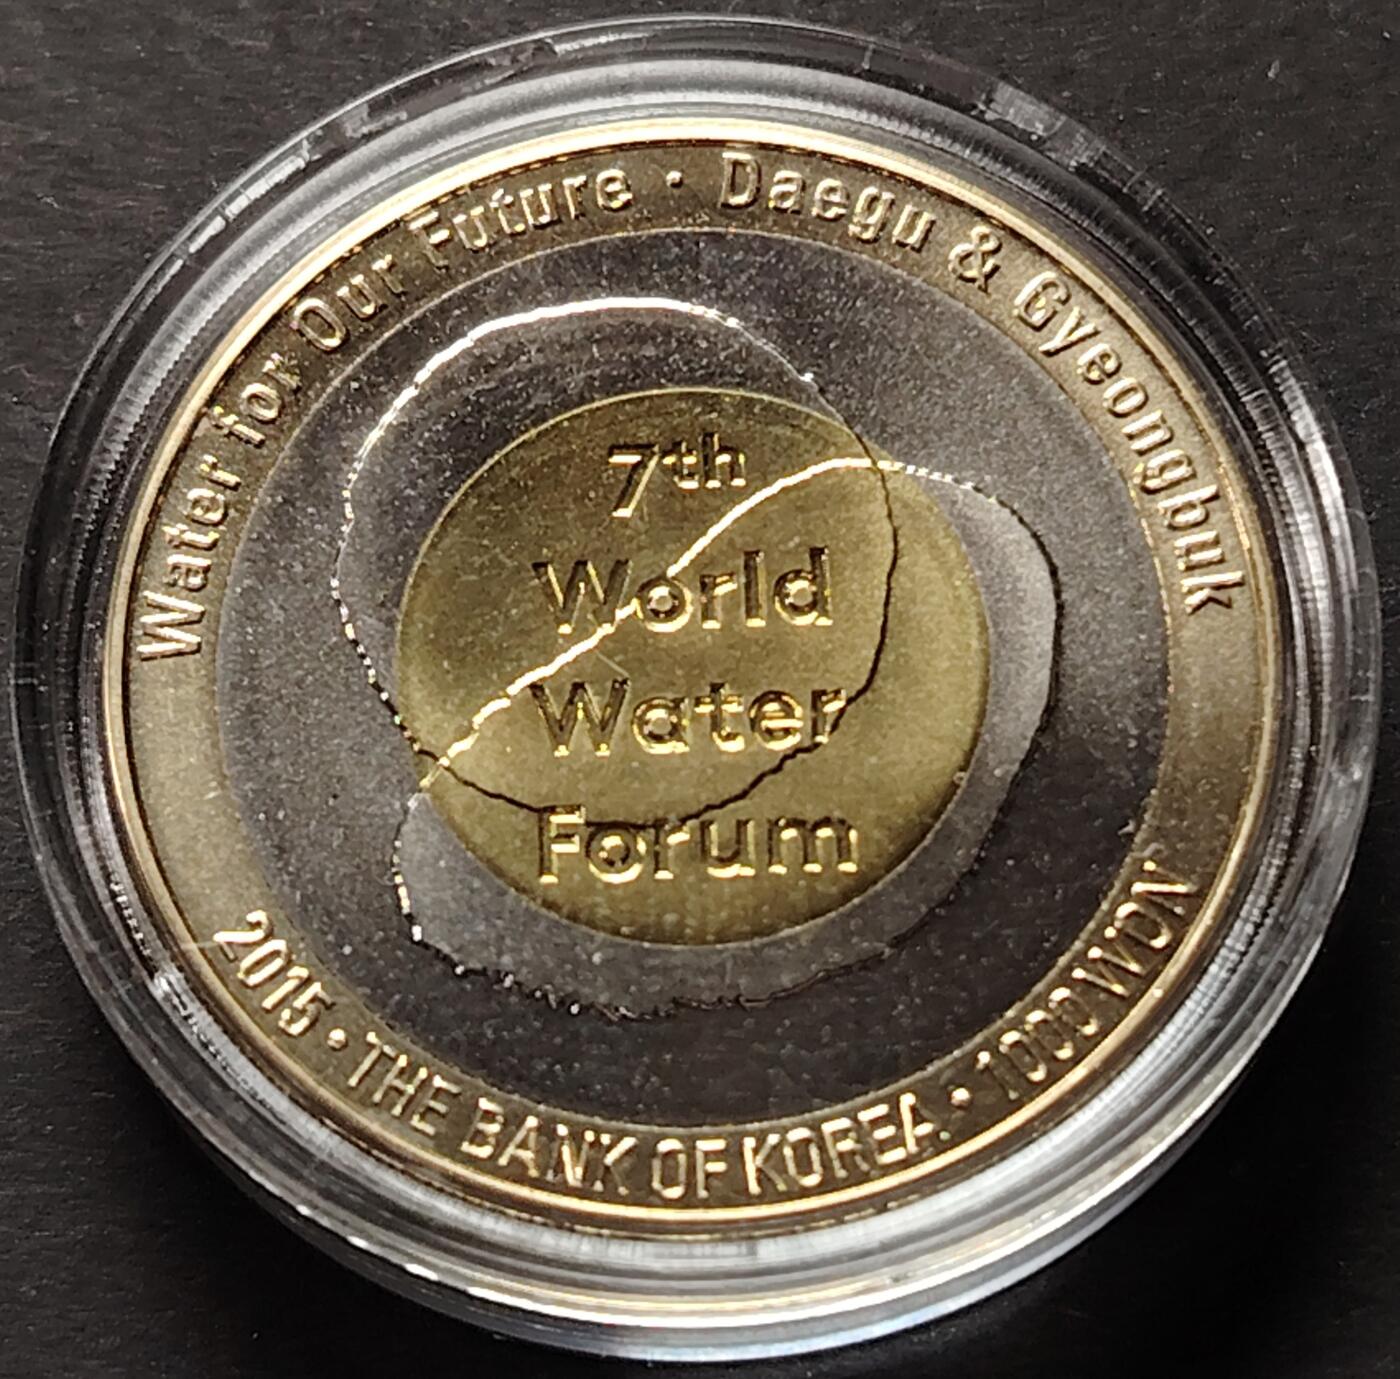 Water for Our Future · Daegu & Gyeongbuk
7th
World
Water
Forum
2015 · THE BANK OF KOREA · 1000 WON